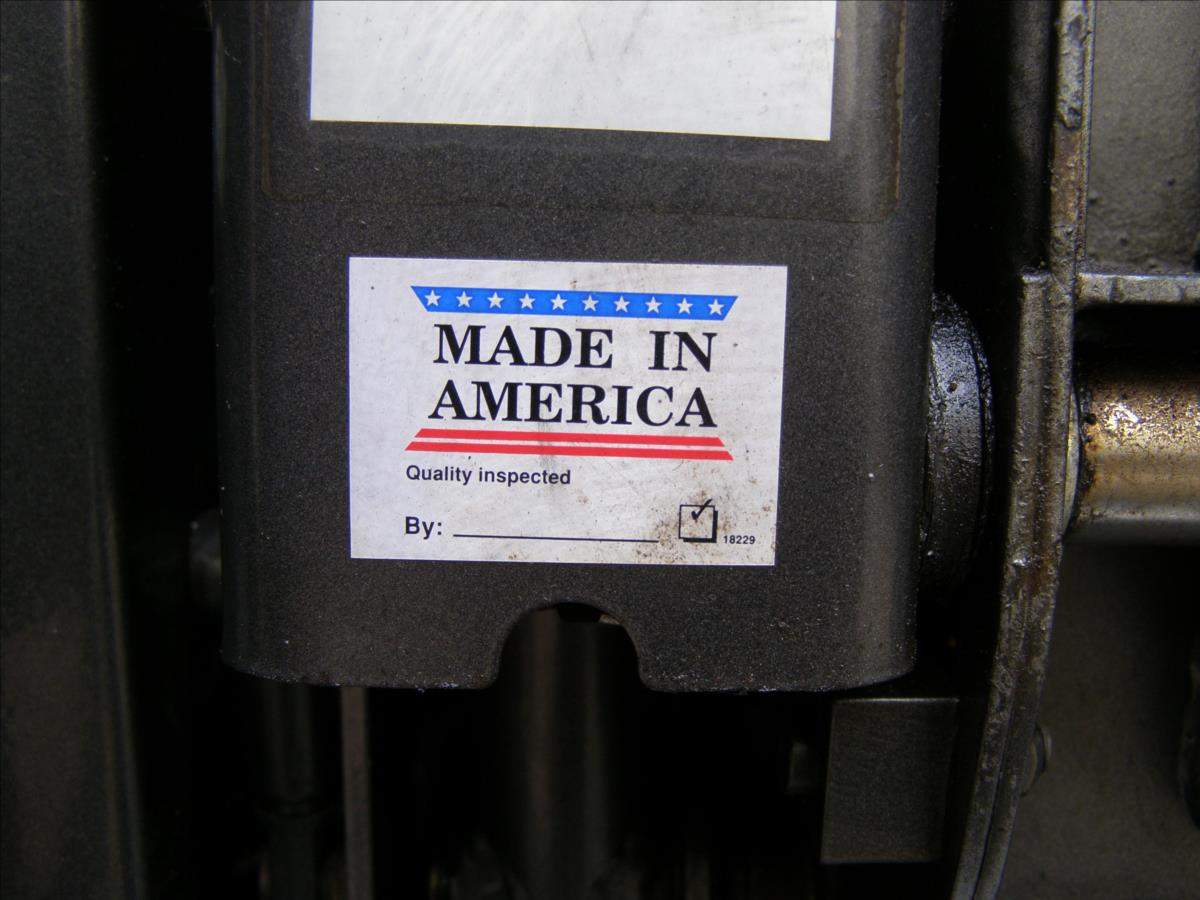 MADE IN
AMERICA
Quality inspected
By:
18229